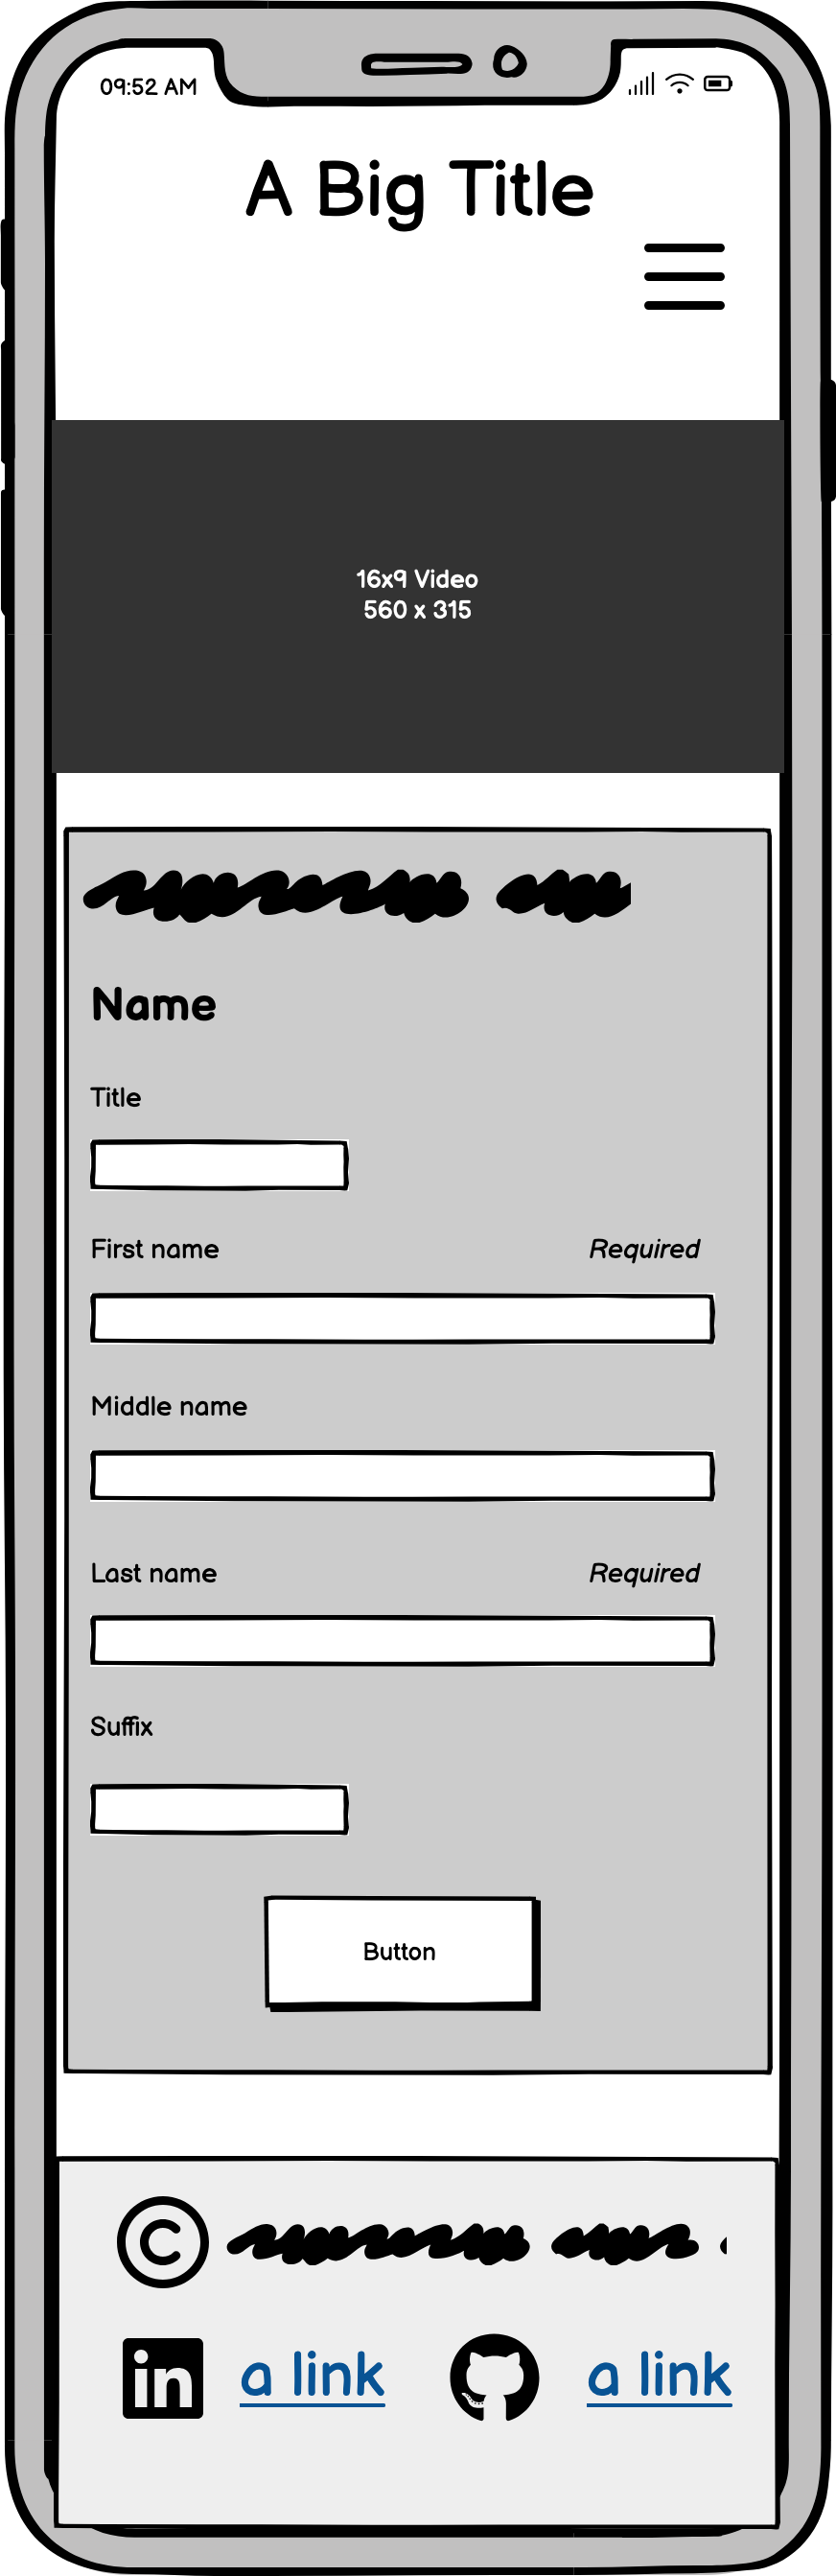 09:52 AM
A Big Title
16x9 Video
560 x 315
Name
Title
First name Required
Middle name
Last name Required
Suffix
Button
©
in a link a link